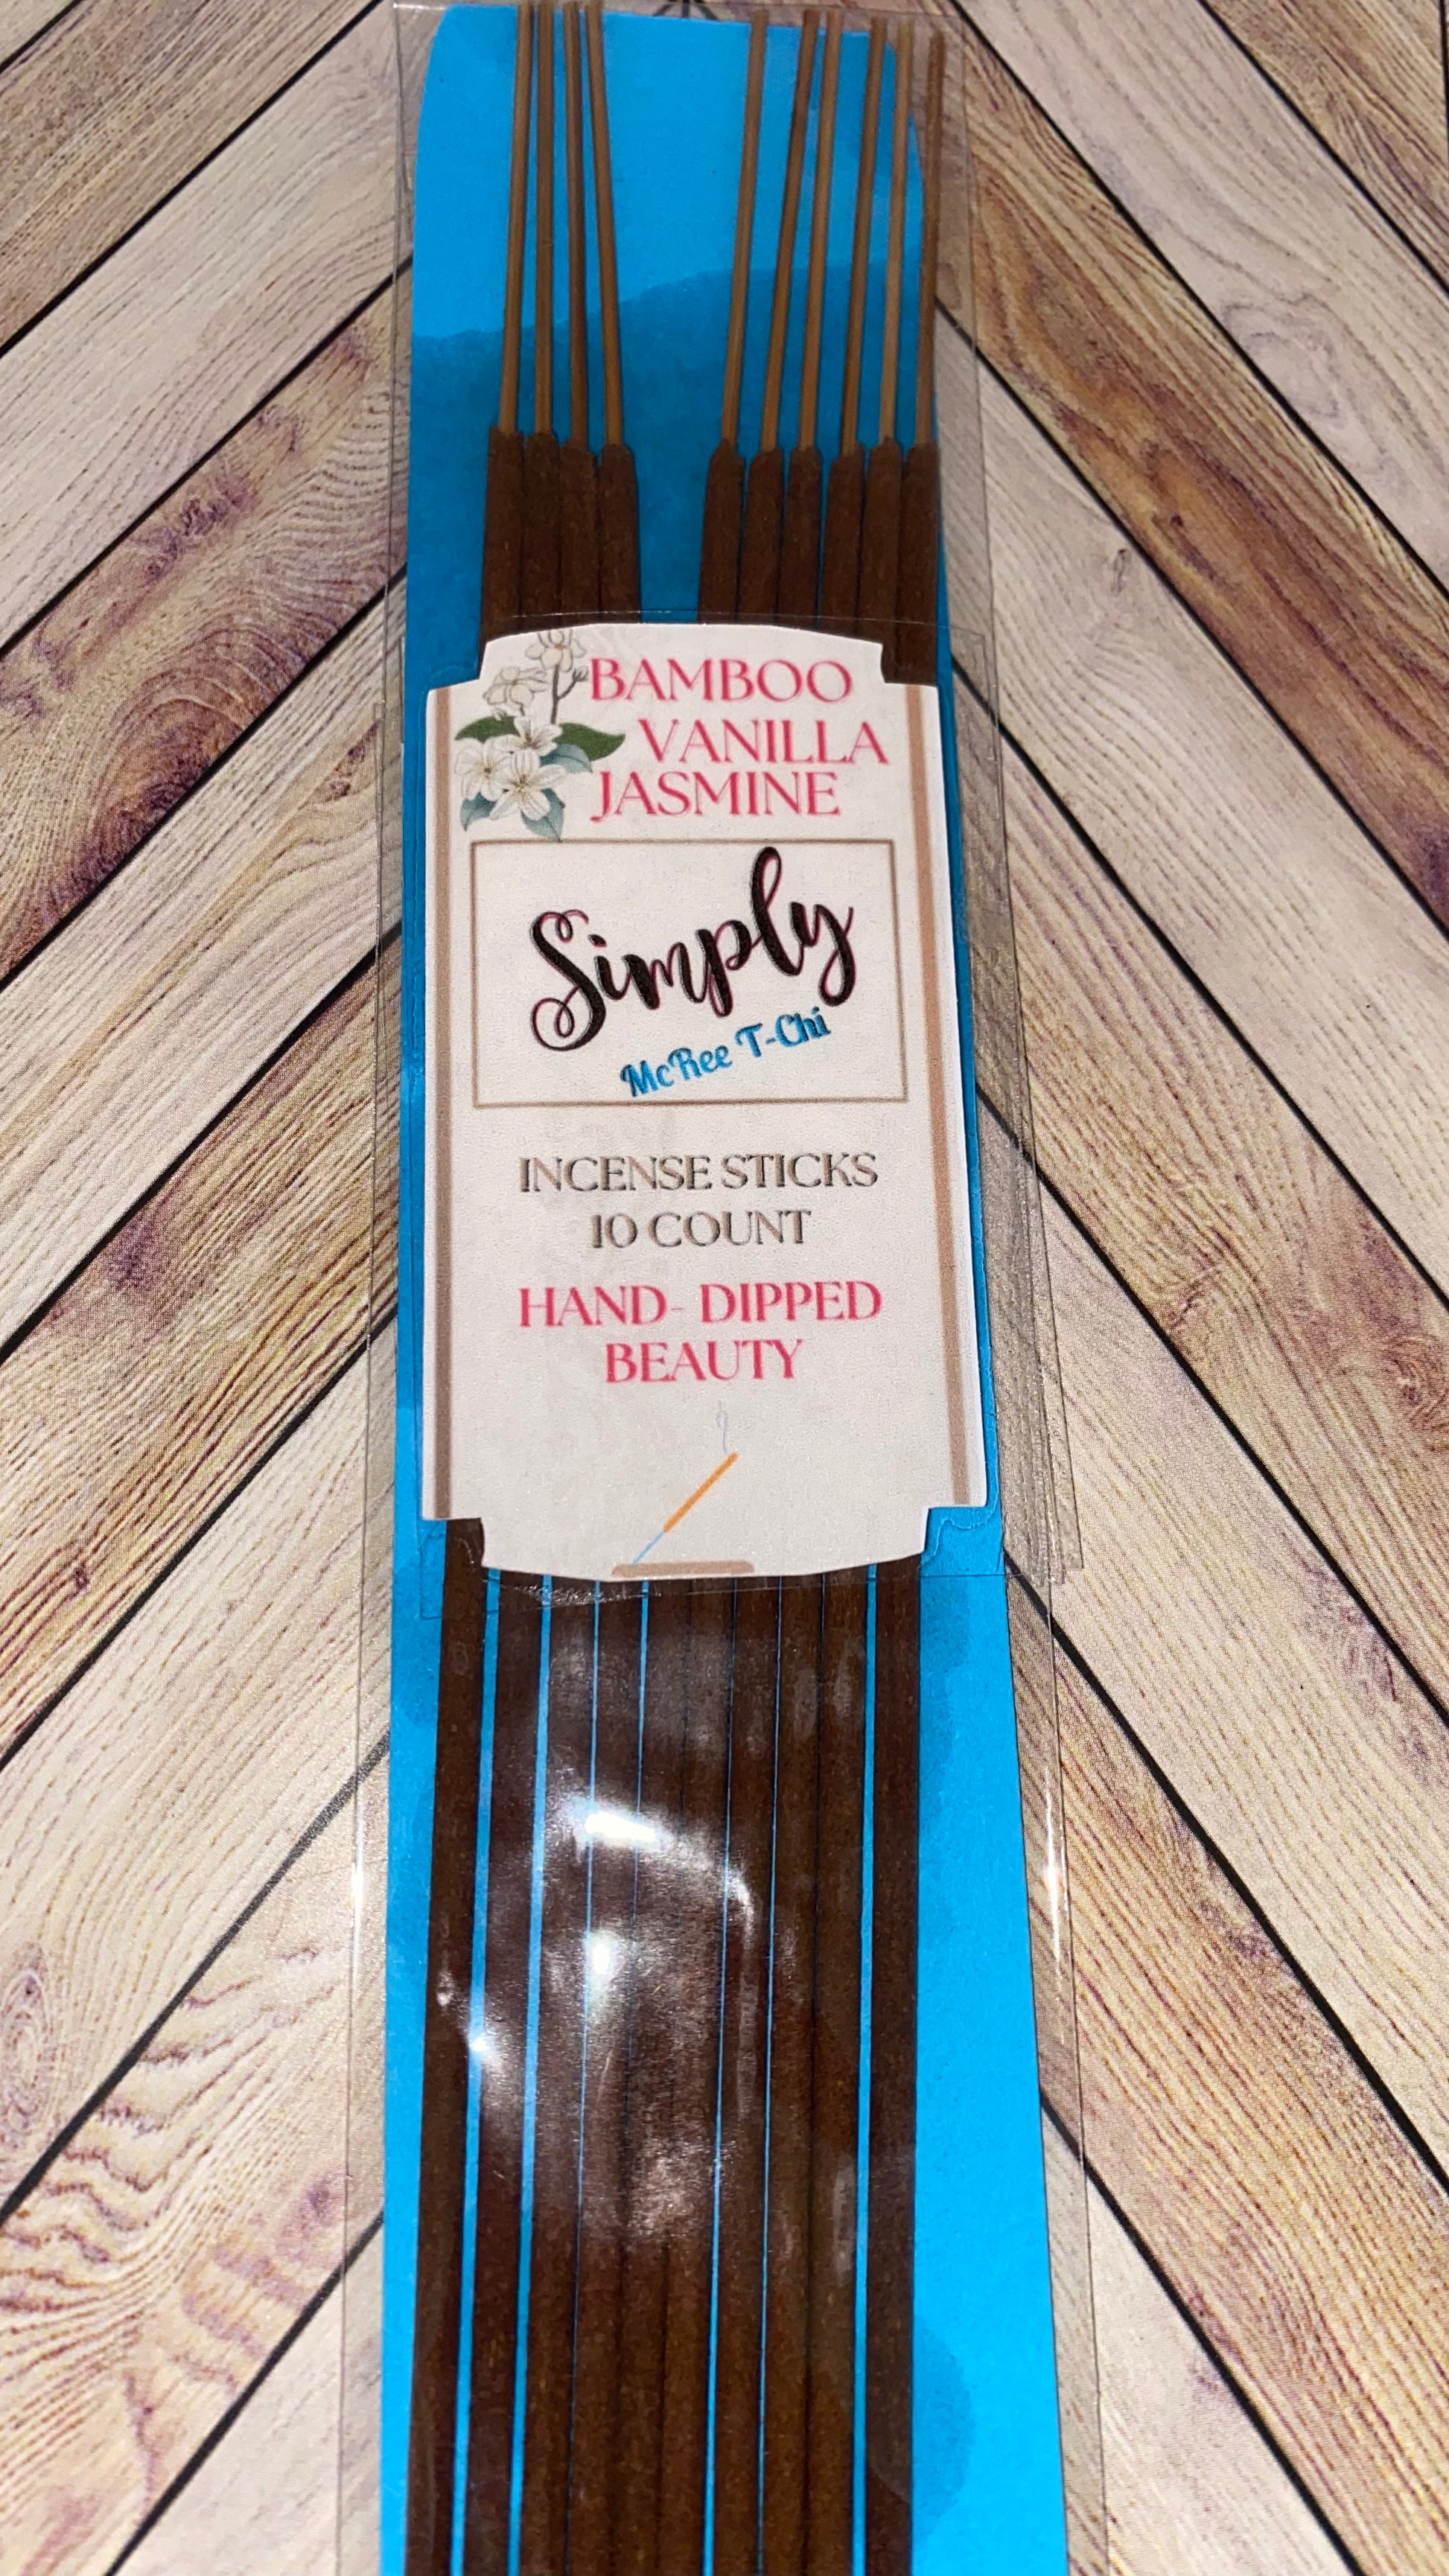 BAMBOO
VANILLA
JASMINE
Simply
McRee T-Chi
INCENSE STICKS
10 COUNT
HAND- DIPPED
BEAUTY